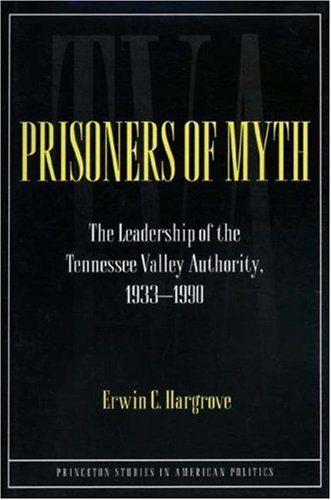 TVA
PRISONERS OF MYTH
The Leadership of the
Tennessee Valley Authority,
1933–1990
Erwin C. Hargrove
PRINCETON STUDIES IN AMERICAN POLITICS